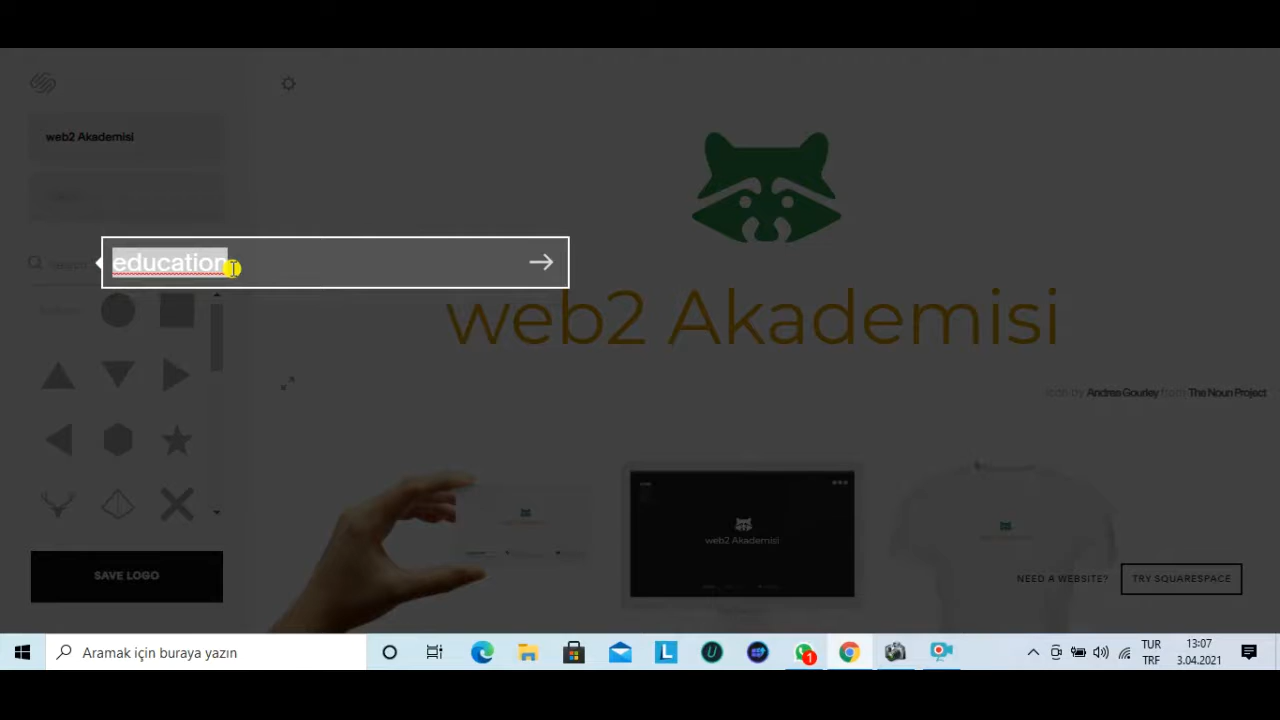 web2 Akademisi
education
web2 Akademisi
icon by Andrea Gourley from The Noun Project
web2 Akademisi
SAVE LOGO
NEED A WEBSITE?
TRY SQUARESPACE
Aramak için buraya yazın
1
TUR
TRF
13:07
3.04.2021